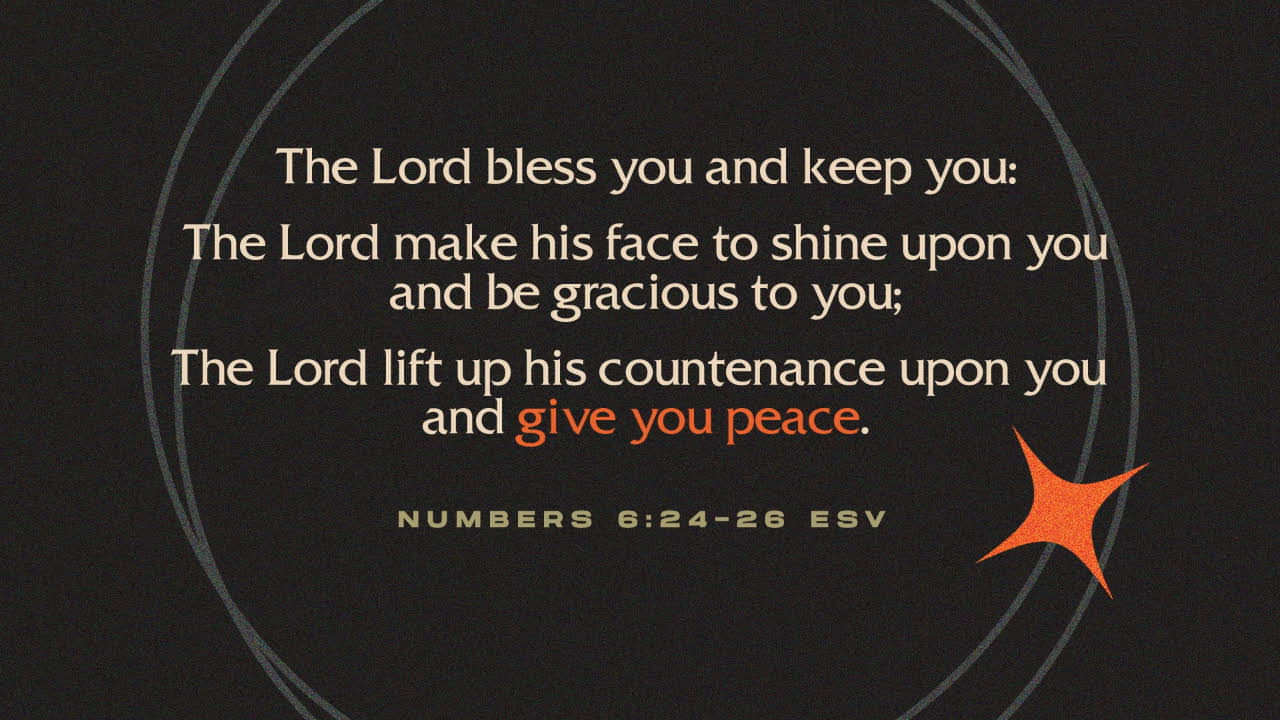 The Lord bless you and keep you:
The Lord make his face to shine upon you
and be gracious to you;
The Lord lift up his countenance upon you
and give you peace.
NUMBERS 6:24-26 ESV